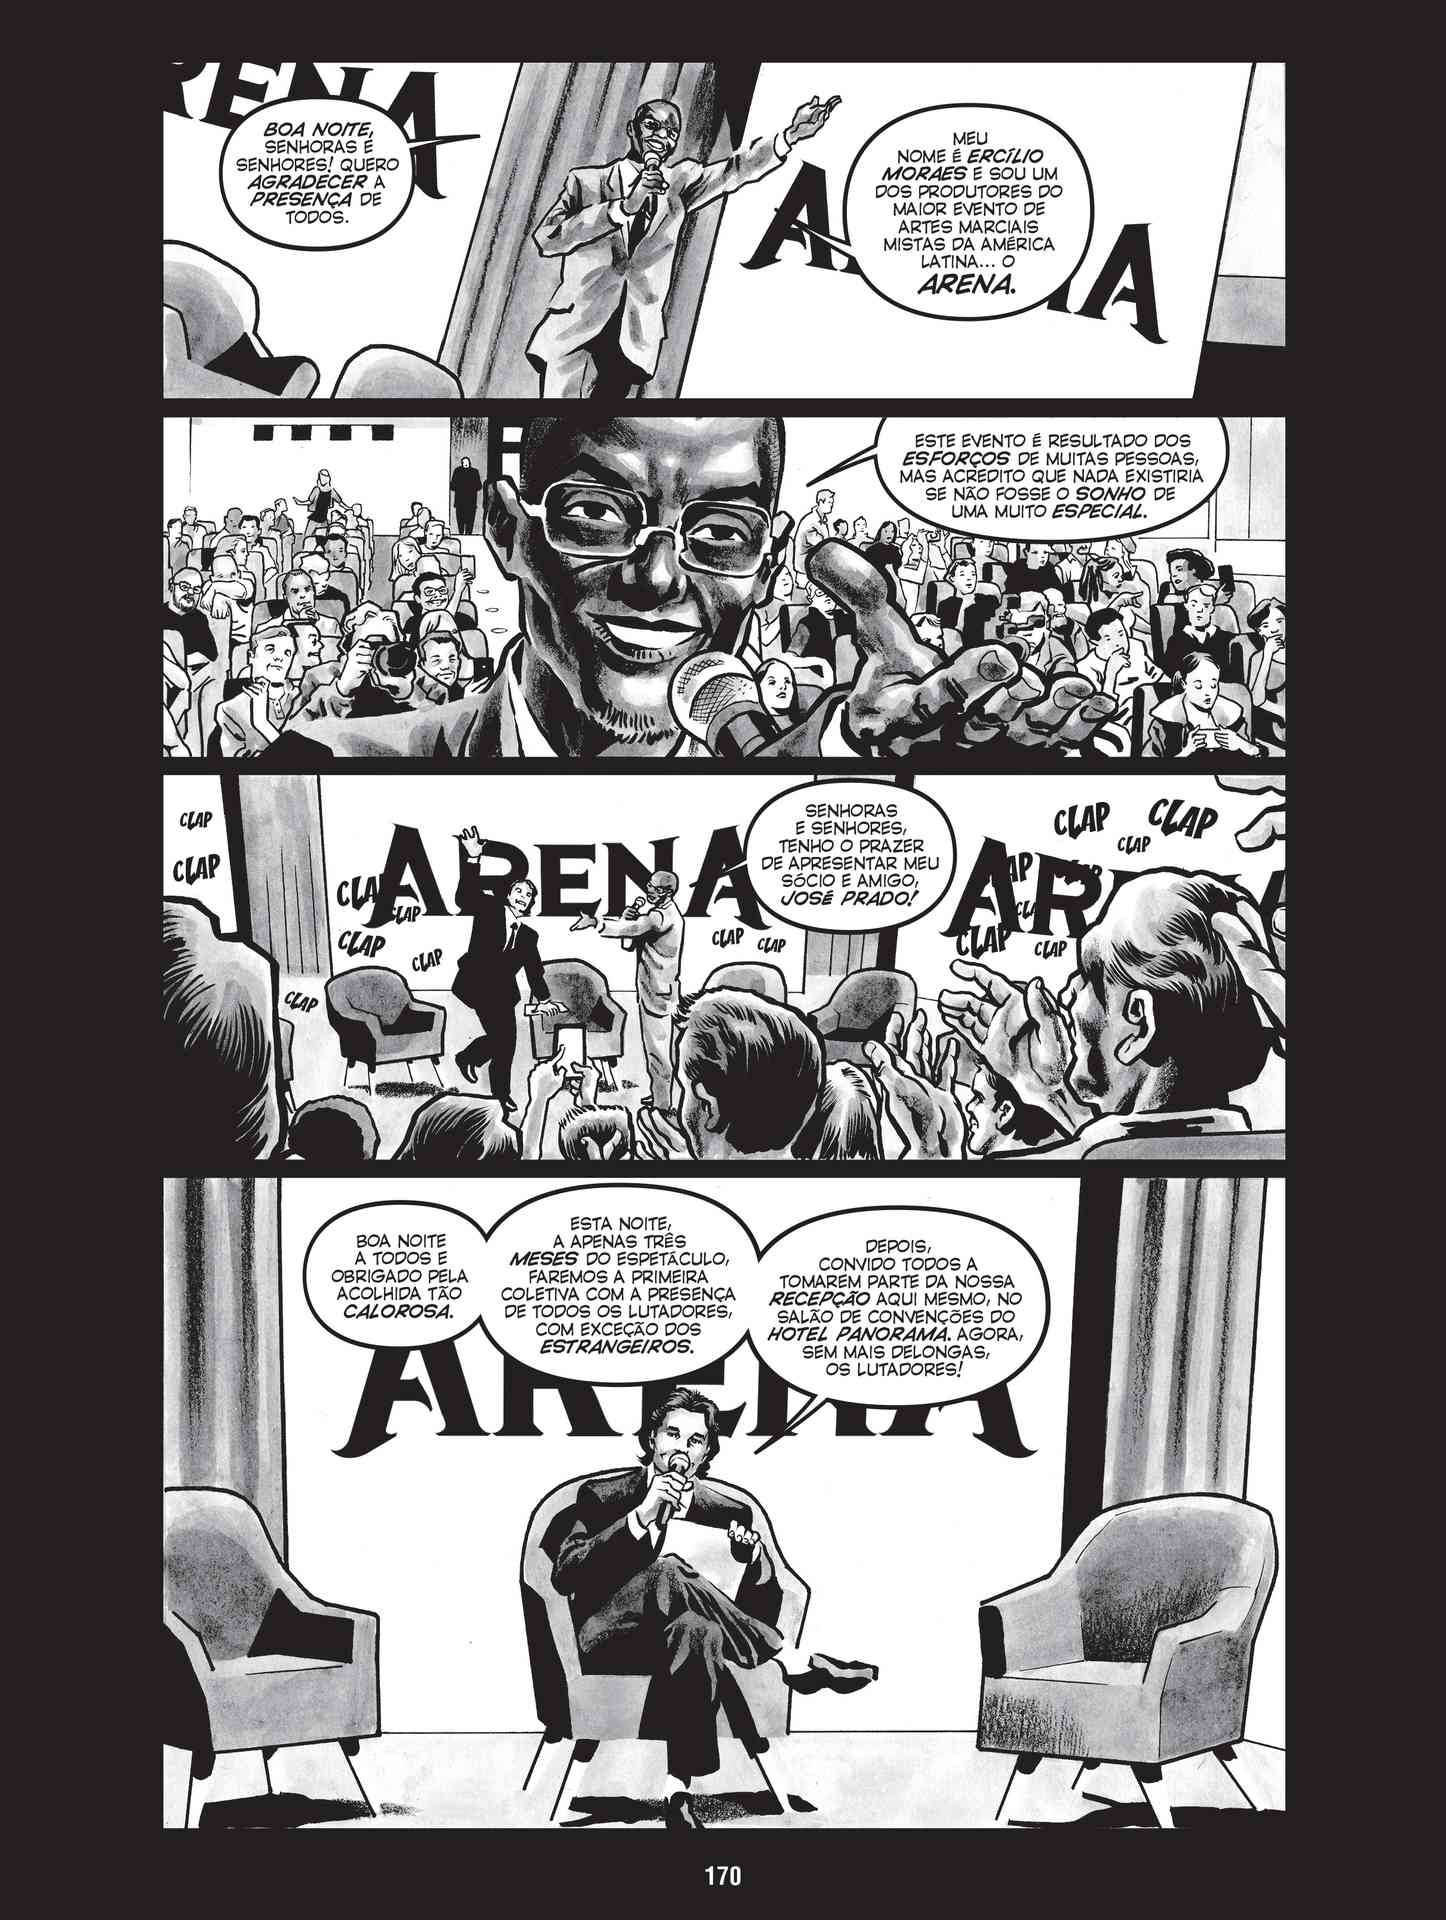 ARENA
BOA NOITE,
SENHORAS E
SENHORES! QUERO
AGRADECER A
PRESENÇA DE
TODOS.
MEU
NOME É ERCÍLIO
MORAES E SOU UM
DOS PRODUTORES DO
MAIOR EVENTO DE
ARTES MARCIAIS
MISTAS DA AMÉRICA
LATINA... O
ARENA.
ESTE EVENTO É RESULTADO DOS
ESFORÇOS DE MUITAS PESSOAS,
MAS ACREDITO QUE NADA EXISTIRIA
SE NÃO FOSSE O SONHO DE
UMA MUITO ESPECIAL.
SENHORAS
E SENHORES,
TENHO O PRAZER
DE APRESENTAR MEU
SÓCIO E AMIGO,
JOSÉ PRADO!
ARENA
CLAP
CLAP
CLAP
CLAP
CLAP
CLAP
CLAP
CLAP
CLAP
CLAP
CLAP
CLAP
CLAP
CLAP
BOA NOITE
A TODOS E
OBRIGADO PELA
ACOLHIDA TÃO
CALOROSA.
ESTA NOITE,
A APENAS TRÊS
MESES DO ESPETÁCULO,
FAREMOS A PRIMEIRA
COLETIVA COM A PRESENÇA
DE TODOS OS LUTADORES,
COM EXCEÇÃO DOS
ESTRANGEIROS.
DEPOIS,
CONVIDO TODOS A
TOMAREM PARTE DA NOSSA
RECEPÇÃO AQUI MESMO, NO
SALÃO DE CONVENÇÕES DO
HOTEL PANORAMA. AGORA,
SEM MAIS DELONGAS,
OS LUTADORES!
ARENA
170